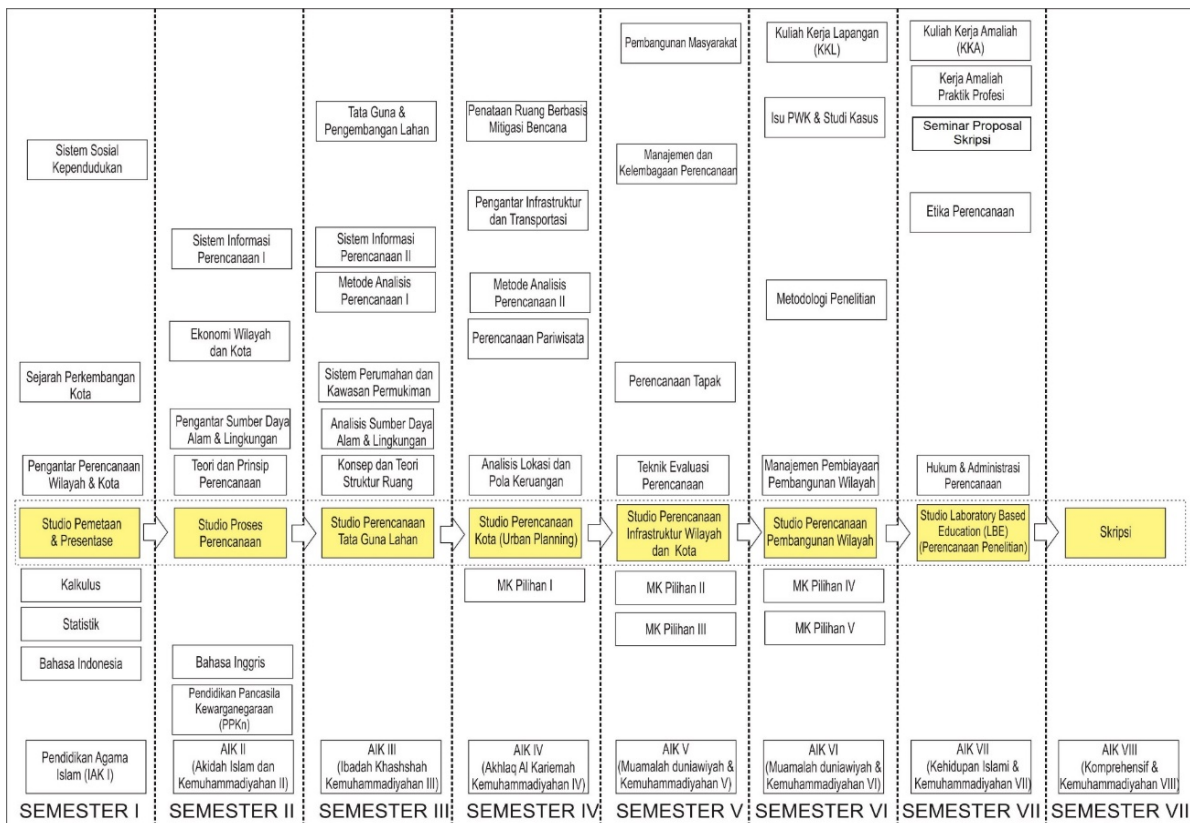 Pembangunan Masyarakat
Kuliah Kerja Lapangan
(KKL)
Kuliah Kerja Amaliah
(KKA)
Kerja Amaliah
Praktik Profesi
Tata Guna &
Pengembangan Lahan
Penataan Ruang Berbasis
Mitigasi Bencana
Isu PWK & Studi Kasus
Seminar Proposal
Skripsi
Sistem Sosial
Kependudukan
Manajemen dan
Kelembagaan Perencanaan
Pengantar Infrastruktur
dan Transportasi
Etika Perencanaan
Sistem Informasi
Perencanaan I
Sistem Informasi
Perencanaan II
Metode Analisis
Perencanaan I
Metode Analisis
Perencanaan II
Metodologi Penelitian
Ekonomi Wilayah
dan Kota
Perencanaan Pariwisata
Sejarah Perkembangan
Kota
Sistem Perumahan dan
Kawasan Permukiman
Perencanaan Tapak
Pengantar Sumber Daya
Alam & Lingkungan
Analisis Sumber Daya
Alam & Lingkungan
Pengantar Perencanaan
Wilayah & Kota
Teori dan Prinsip
Perencanaan
Konsep dan Teori
Struktur Ruang
Analisis Lokasi dan
Pola Keruangan
Teknik Evaluasi
Perencanaan
Manajemen Pembiayaan
Pembangunan Wilayah
Hukum & Administrasi
Perencanaan
Studio Pemetaan
& Presentase
Studio Proses
Perencanaan
Studio Perencanaan
Tata Guna Lahan
Studio Perencanaan
Kota (Urban Planning)
Studio Perencanaan
Infrastruktur Wilayah
dan Kota
Studio Perencanaan
Pembangunan Wilayah
Studio Laboratory Based
Education (LBE)
(Perencanaan Penelitian)
Skripsi
Kalkulus
MK Pilihan I
MK Pilihan II
MK Pilihan IV
Statistik
MK Pilihan III
MK Pilihan V
Bahasa Indonesia
Bahasa Inggris
Pendidikan Pancasila
Kewarganegaraan
(PPKn)
Pendidikan Agama
Islam (IAK I)
AIK II
(Akidah Islam dan
Kemuhammadiyahan II)
AIK III
(Ibadah Khashshah
Kemuhammadiyahan III)
AIK IV
(Akhlaq Al Kariemah
Kemuhammadiyahan IV)
AIK V
(Muamalah duniawiyah &
Kemuhammadiyahan V)
AIK VI
(Muamalah duniawiyah &
Kemuhammadiyahan VI)
AIK VII
(Kehidupan Islami &
Kemuhammadiyahan VII)
AIK VIII
(Komprehensif &
Kemuhammadiyahan VIII)
SEMESTER I
SEMESTER II
SEMESTER III
SEMESTER IV
SEMESTER V
SEMESTER VI
SEMESTER VII
SEMESTER VII